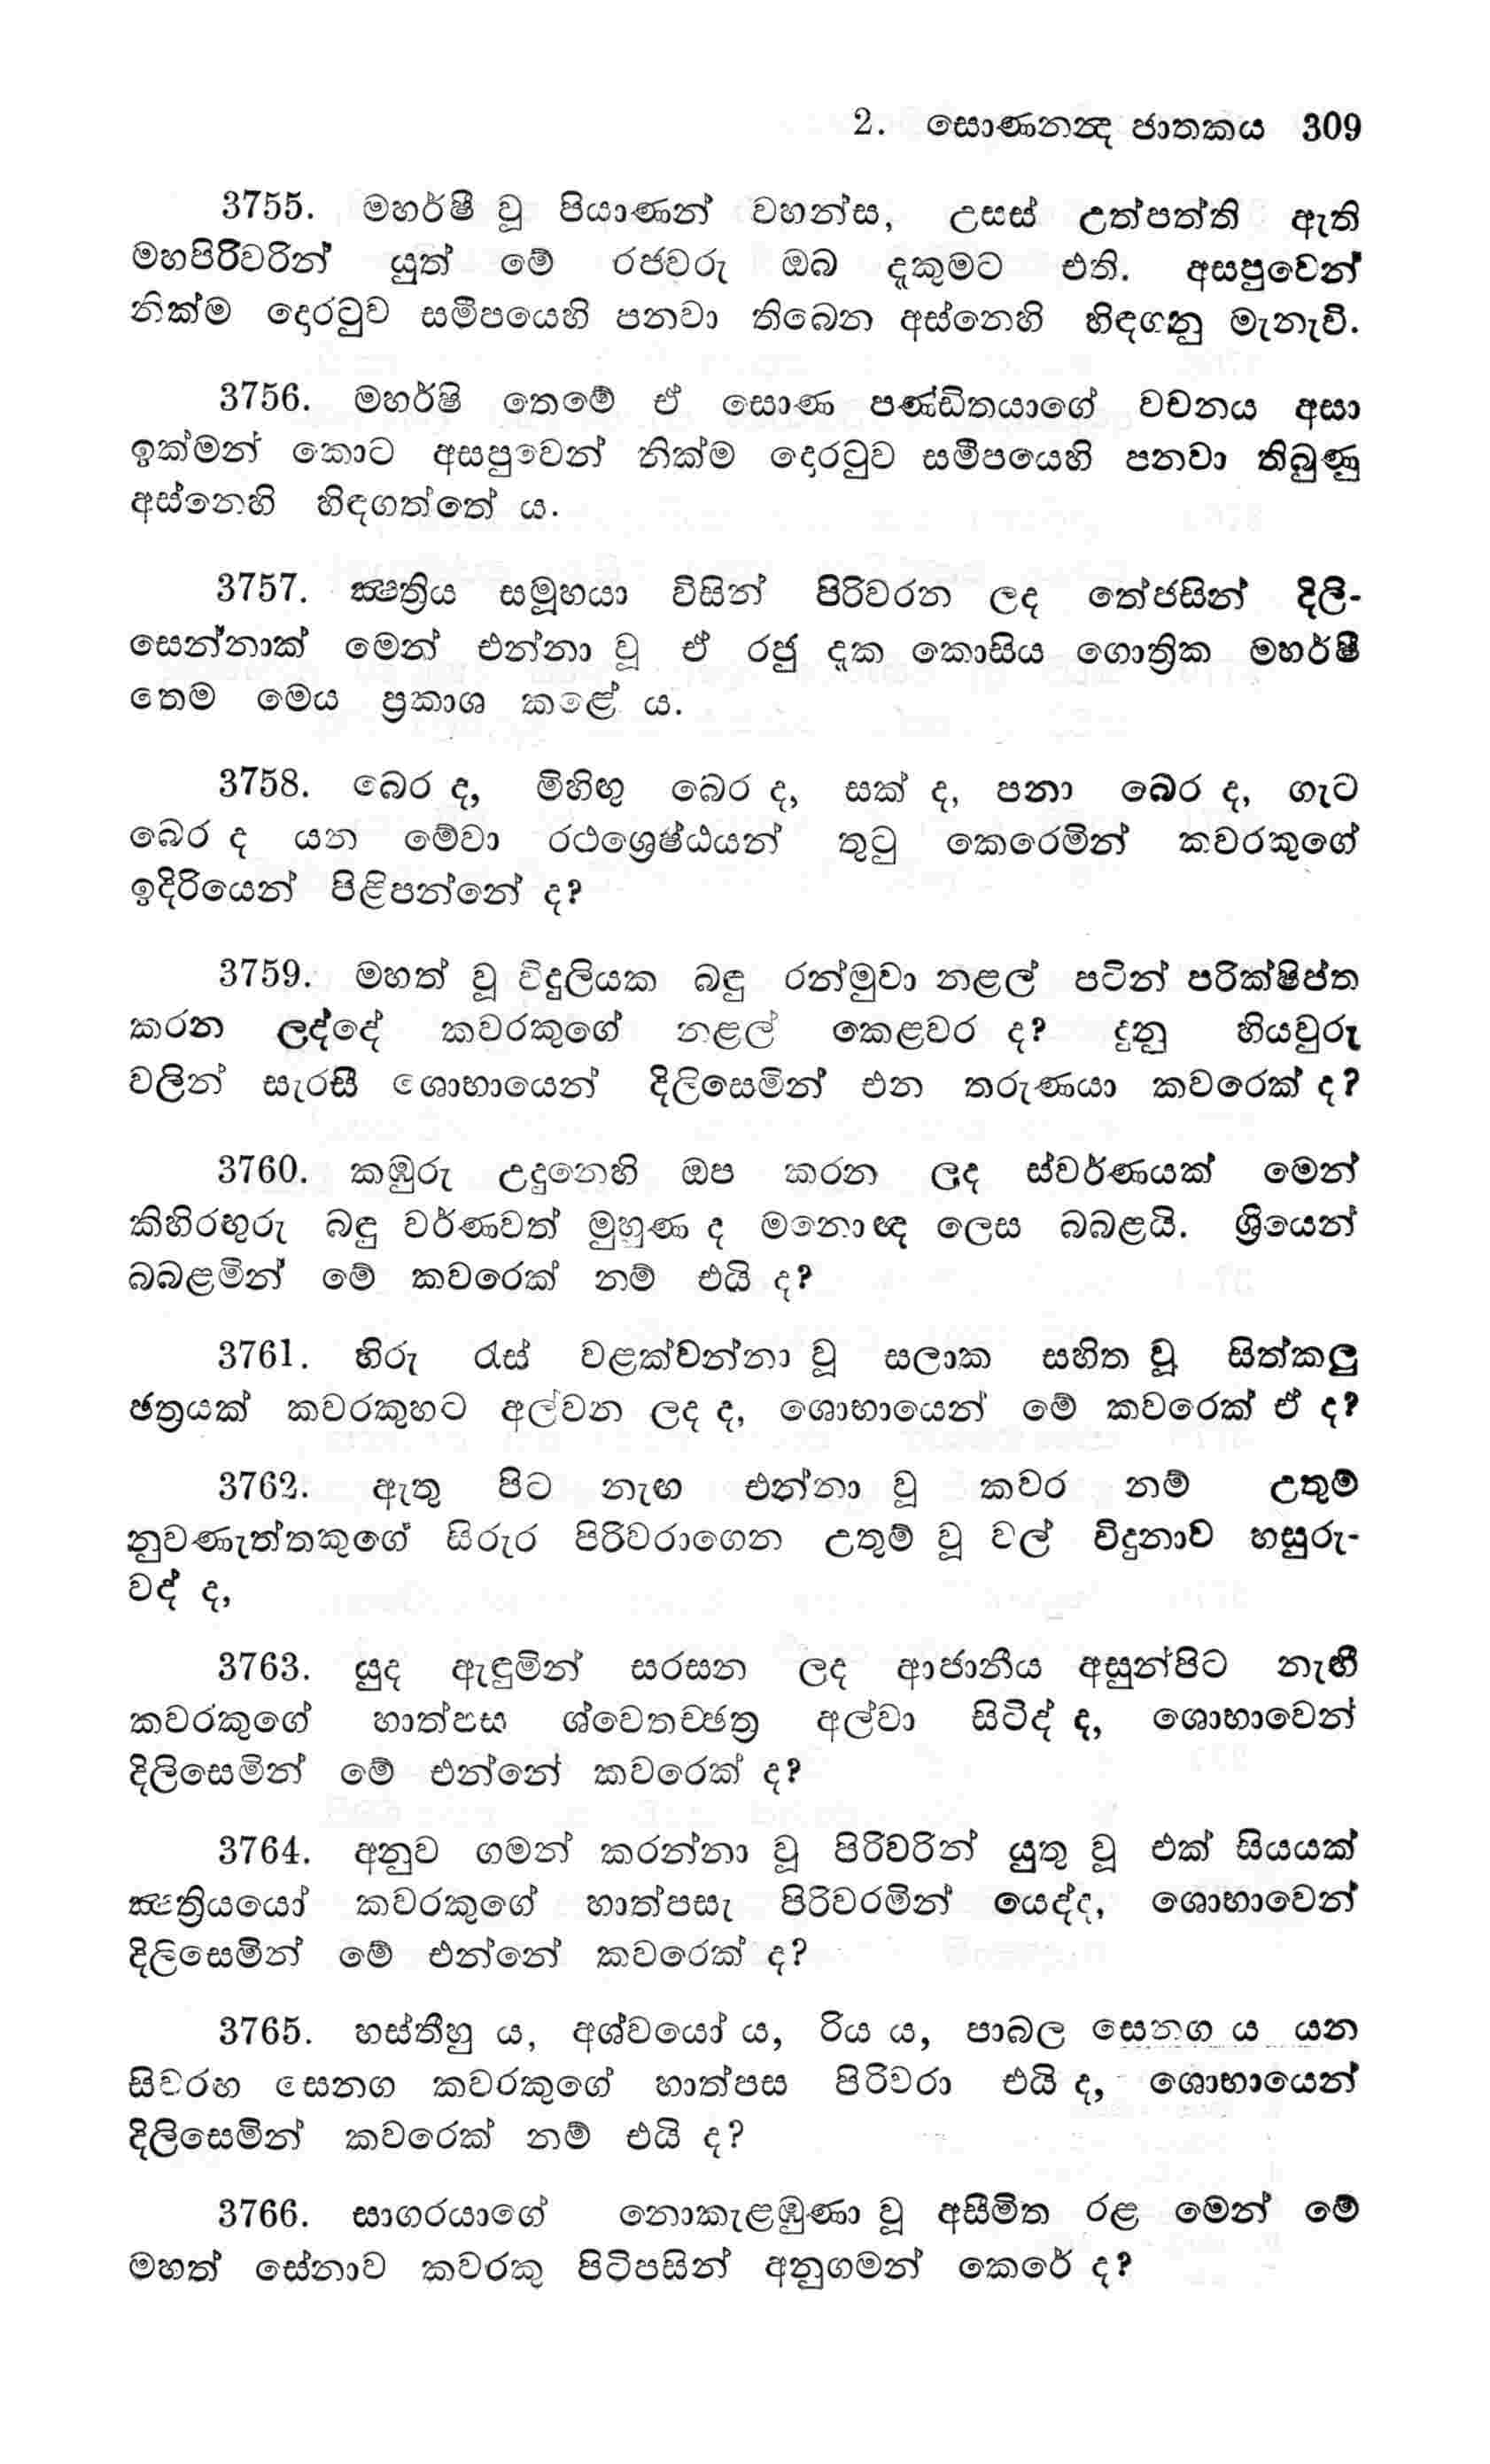 2. සොණනන්‍ද ජාතකය 309
3755. මහර්ෂී වූ පියාණන් වහන්ස, උසස් උත්පත්ති ඇති
මහපිරිවරින් යුත් මේ රජවරු ඔබ දැකුමට එති. අසපුවෙන්
නික්ම දොරටුව සමීපයෙහි පනවා තිබෙන අස්නෙහි හිඳගනු මැනැවි.
3756. මහර්ෂි තෙමේ ඒ සොණ පණ්ඩිතයාගේ වචනය අසා
ඉක්මන් කොට අසපුවෙන් නික්ම දොරටුව සමීපයෙහි පනවා තිබුණු
අස්නෙහි හිඳගත්තේ ය.
3757. ක්‍ෂත්‍රිය සමූහයා විසින් පිරිවරන ලද තේජසින් දිලි-
සෙන්නාක් මෙන් එන්නා වූ ඒ රජු දැක කොසිය ගොත්‍රික මහර්ෂී
තෙම මෙය ප්‍රකාශ කළේ ය.
3758. බෙර ද, මිහිඟු බෙර ද, සක් ද, පනා බෙර ද, ගැට
බෙර ද යන මේවා රථශ්‍රෙෂ්ඨයන් තුටු කෙරෙමින් කවරකුගේ
ඉදිරියෙන් පිළිපන්නේ ද?
3759. මහත් වූ විදුලියක බඳු රන්මුවා නළල් පටින් පරික්ෂිප්ත
කරන ලද්දේ කවරකුගේ නළල් කෙළවර ද? දුනු හියවුරු
වලින් සැරසී ශොභායෙන් දිලිසෙමින් එන තරුණයා කවරෙක් ද?
3760. කඹුරු උදුනෙහි ඔප කරන ලද ස්වර්ණයක් මෙන්
කිහිරඟුරු බඳු වර්ණවත් මුහුණ ද මනොඥ ලෙස බබළයි. ශ්‍රියෙන්
බබළමින් මේ කවරෙක් නම් එයි ද?
3761. හිරු රැස් වළක්වන්නා වූ සලාක සහිත වූ සිත්කලු
ඡත්‍රයක් කවරකුහට අල්වන ලද ද, ශොභායෙන් මේ කවරෙක් ඒ ද?
3762. ඇතු පිට නැඟ එන්නා වූ කවර නම් උතුම්
නුවණැත්තකුගේ සිරුර පිරිවරාගෙන උතුම් වූ වල් විදුනාව හසුරු-
වද් ද,
3763. යුද ඇඳුමින් සරසන ලද ආජානීය අසුන්පිට නැඟී
කවරකුගේ හාත්පස ශ්වෙතච්ඡත්‍ර අල්වා සිටිද් ද, ශොභාවෙන්
දිලිසෙමින් මේ එන්නේ කවරෙක් ද?
3764. අනුව ගමන් කරන්නා වූ පිරිවරින් යුතු වූ එක් සියයක්
ක්‍ෂත්‍රියයෝ කවරකුගේ හාත්පසැ පිරිවරමින් යෙද්ද, ශොභාවෙන්
දිලිසෙමින් මේ එන්නේ කවරෙක් ද?
3765. හස්තීහු ය, අශ්වයෝ ය, රිය ය, පාබල සෙනග ය යන
සිවරහ සෙනග කවරකුගේ හාත්පස පිරිවරා එයි ද, ශොභායෙන්
දිලිසෙමින් කවරෙක් නම් එයි ද?
3766. සාගරයාගේ නොකැළඹුණා වූ අසීමිත රළ මෙන් මේ
මහත් සේනාව කවරකු පිටිපසින් අනුගමන් කෙරේ ද?